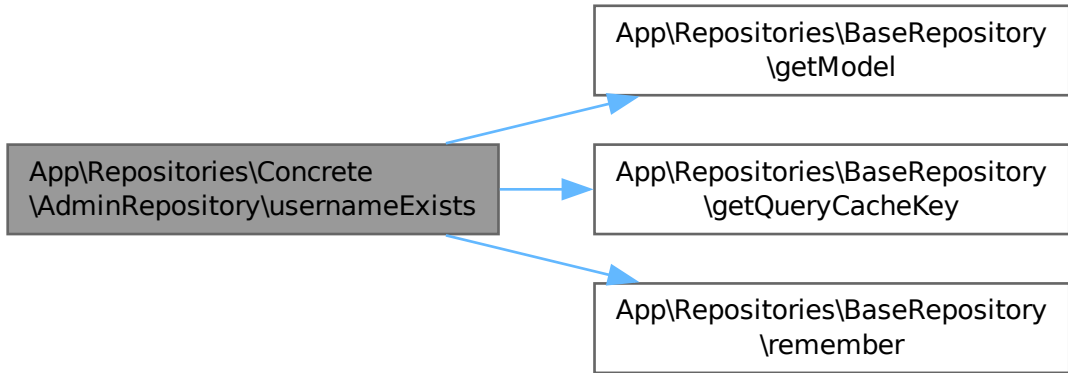 App\Repositories\BaseRepository
\getModel
App\Repositories\Concrete
\AdminRepository\usernameExists
App\Repositories\BaseRepository
\getQueryCacheKey
App\Repositories\BaseRepository
\remember